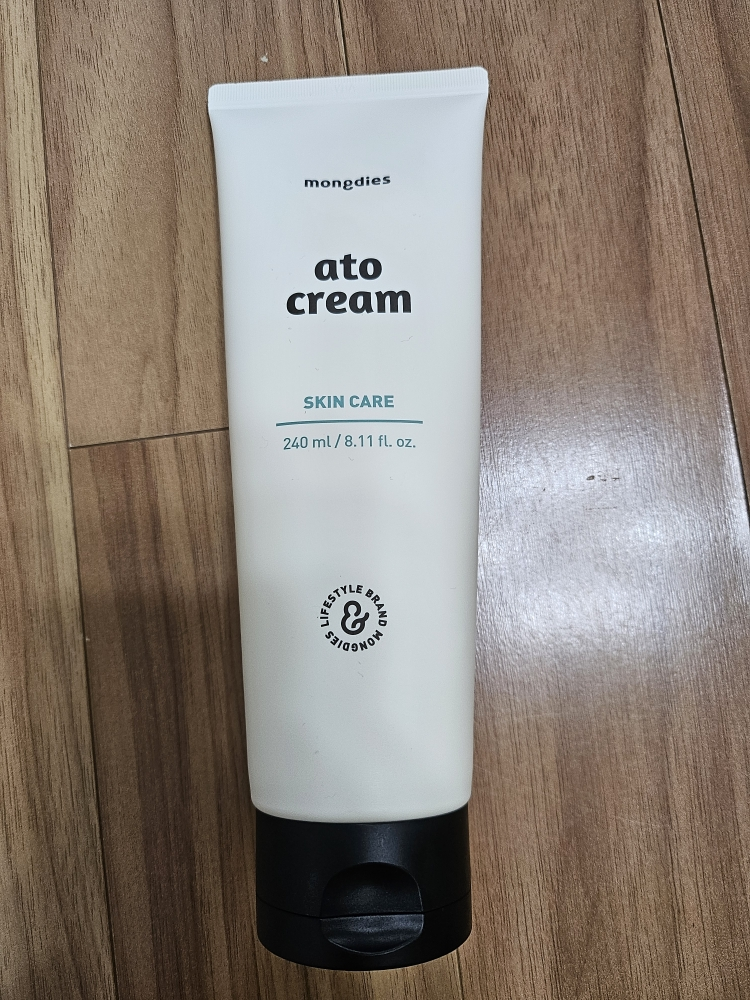 mongdies
ato
cream
SKIN CARE
240 ml / 8.11 fl. oz.
LIFESTYLE BRAND MONGDIES
&